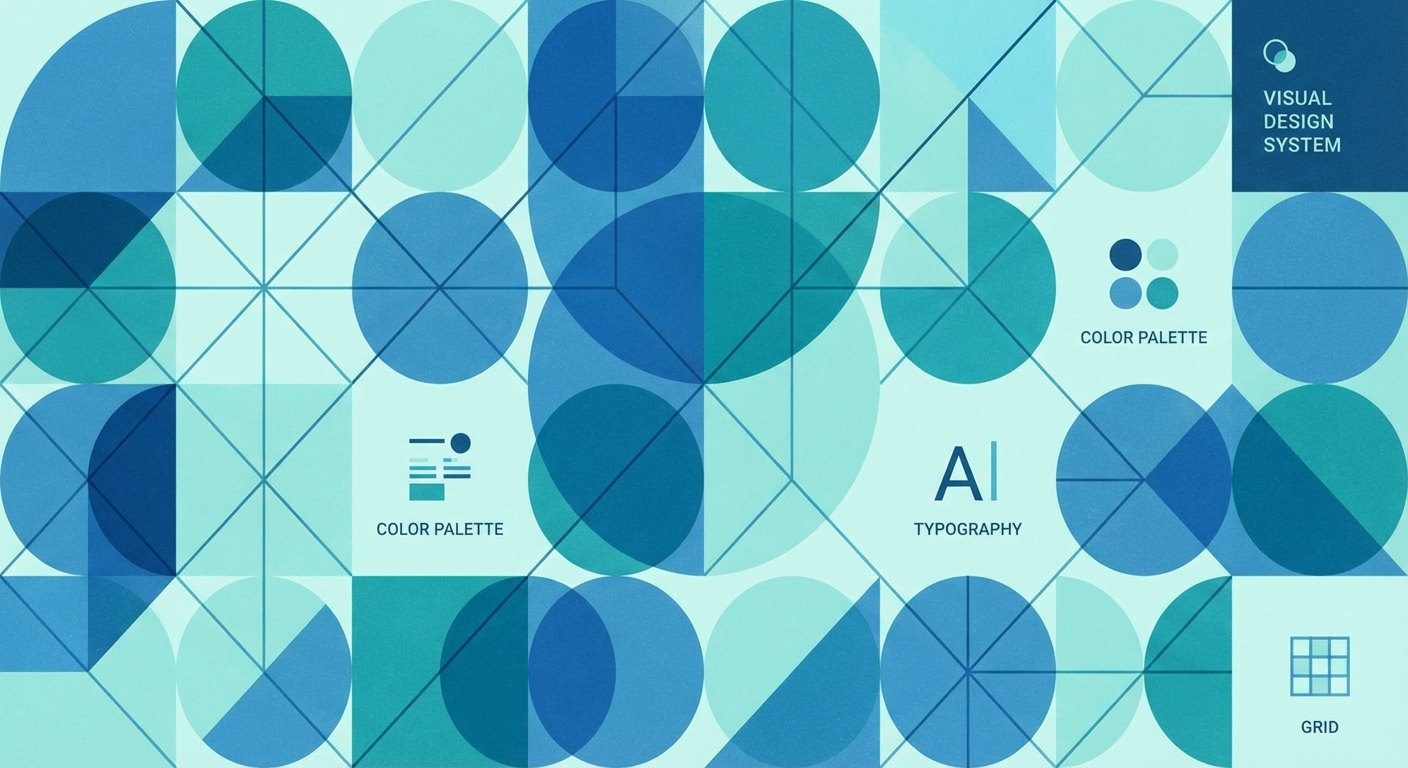 VISUAL
DESIGN
SYSTEM
COLOR PALETTE
COLOR PALETTE
A
TYPOGRAPHY
GRID